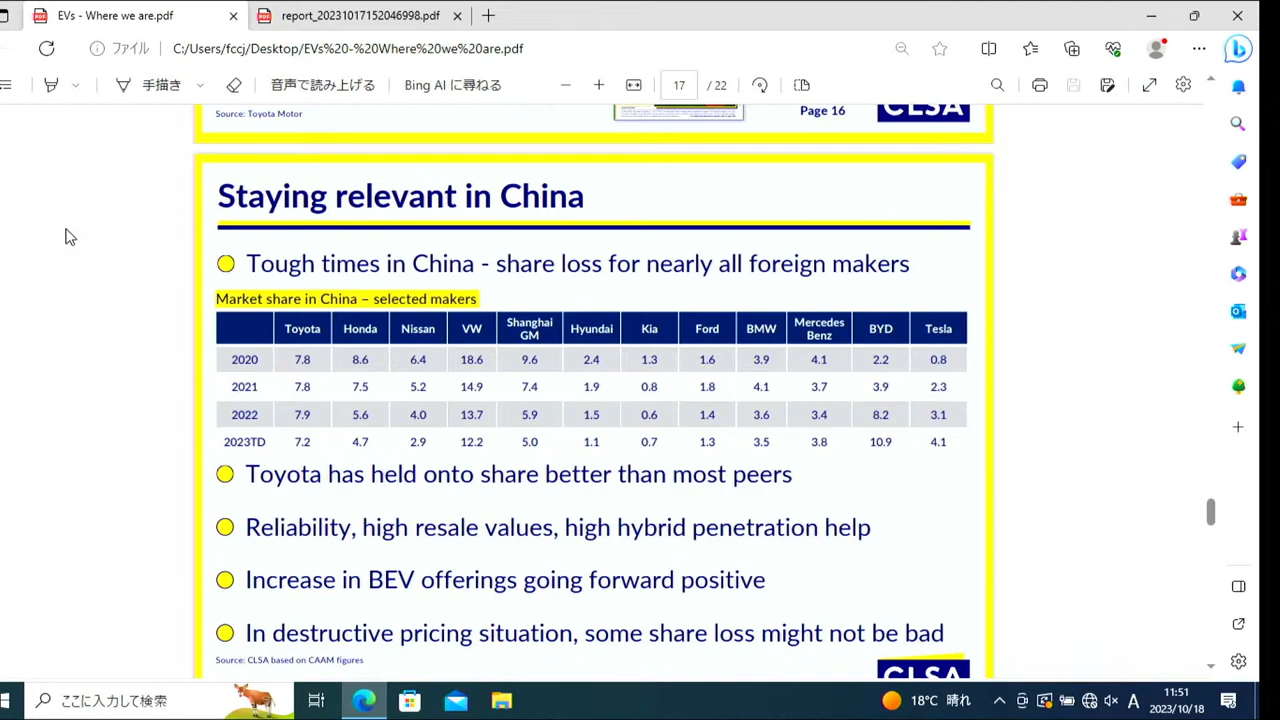 EVs - Where we are.pdf
report_20231017152046998.pdf
ファイル
C:/Users/fccj/Desktop/EVs%20-%20Where%20we%20are.pdf
手描き
音声で読み上げる
Bing AI に尋ねる
17 / 22
Source: Toyota Motor
Page 16
CLSA
Staying relevant in China
Tough times in China - share loss for nearly all foreign makers
Market share in China – selected makers
Toyota Honda Nissan VW Shanghai GM Hyundai Kia Ford BMW Mercedes Benz BYD Tesla
2020 7.8 8.6 6.4 18.6 9.6 2.4 1.3 1.6 3.9 4.1 2.2 0.8
2021 7.8 7.5 5.2 14.9 7.4 1.9 0.8 1.8 4.1 3.7 3.9 2.3
2022 7.9 5.6 4.0 13.7 5.9 1.5 0.6 1.4 3.6 3.4 8.2 3.1
2023TD 7.2 4.7 2.9 12.2 5.0 1.1 0.7 1.3 3.5 3.8 10.9 4.1
Toyota has held onto share better than most peers
Reliability, high resale values, high hybrid penetration help
Increase in BEV offerings going forward positive
In destructive pricing situation, some share loss might not be bad
Source: CLSA based on CAAM figures
CLSA
ここに入力して検索
18°C 晴れ
A
11:51
2023/10/18